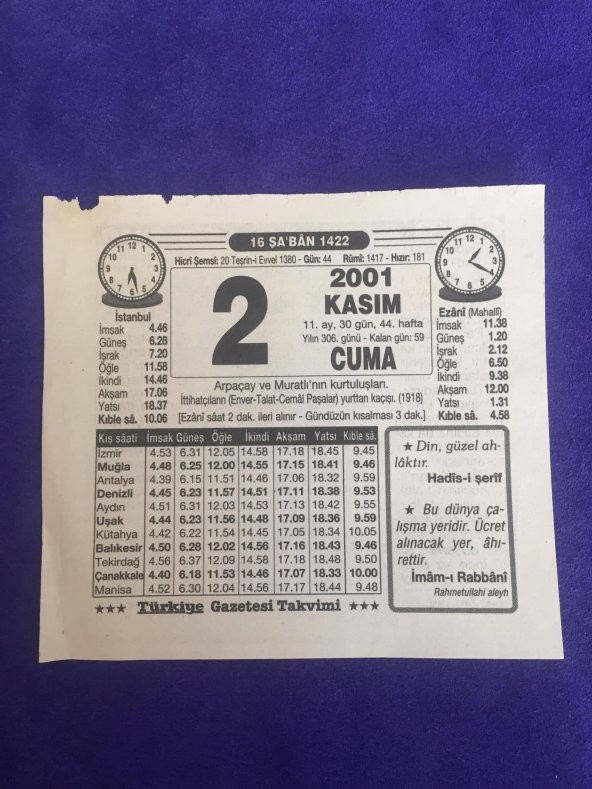 16 ŞA'BÂN 1422
Hicrî Şemsî: 20 Teşrin-i Evvel 1380 - Gün: 44 Rûmî: 1417 - Hızır: 181
2
2001
KASIM
11. ay, 30 gün, 44. hafta
Yılın 306. günü - Kalan gün: 59
CUMA
İstanbul
İmsak 4.46
Güneş 6.28
İşrak 7.20
Öğle 11.58
İkindi 14.46
Akşam 17.06
Yatsı 18.37
Kıble sâ. 10.06
Ezânî (Mahallî)
İmsak 11.38
Güneş 1.20
İşrak 2.12
Öğle 6.50
İkindi 9.38
Akşam 12.00
Yatsı 1.31
Kıble sâ. 4.58
Arpaçay ve Muratlı'nın kurtuluşları.
İttihatçıların (Enver-Talat-Cemâl Paşalar) yurttan kaçışı. (1918)
[Ezânî sâat 2 dak. ileri alınır - Gündüzün kısalması 3 dak.]
Kış sâati İmsak Güneş Öğle İkindi Akşam Yatsı Kıble sâ.
İzmir 4.53 6.31 12.05 14.58 17.18 18.45 9.45
Muğla 4.48 6.25 12.00 14.55 17.15 18.41 9.46
Antalya 4.39 6.15 11.51 14.46 17.06 18.32 9.59
Denizli 4.45 6.23 11.57 14.51 17.11 18.38 9.53
Aydın 4.51 6.31 12.03 14.53 17.13 18.42 9.55
Uşak 4.44 6.23 11.56 14.48 17.09 18.36 9.59
Kütahya 4.42 6.22 11.54 14.45 17.05 18.34 10.05
Balıkesir 4.50 6.28 12.02 14.56 17.16 18.43 9.46
Tekirdağ 4.56 6.37 12.09 14.58 17.18 18.48 9.50
Çanakkale 4.40 6.18 11.53 14.46 17.07 18.33 10.00
Manisa 4.52 6.30 12.04 14.56 17.17 18.44 9.48
★★★ Türkiye Gazetesi Takvimi ★★★
★ Din, güzel ah-
lâktır.
Hadîs-i şerîf
★ Bu dünya ça-
lışma yeridir. Ücret
alınacak yer, âhı-
rettir.
İmâm-ı Rabbânî
Rahmetullahi aleyh